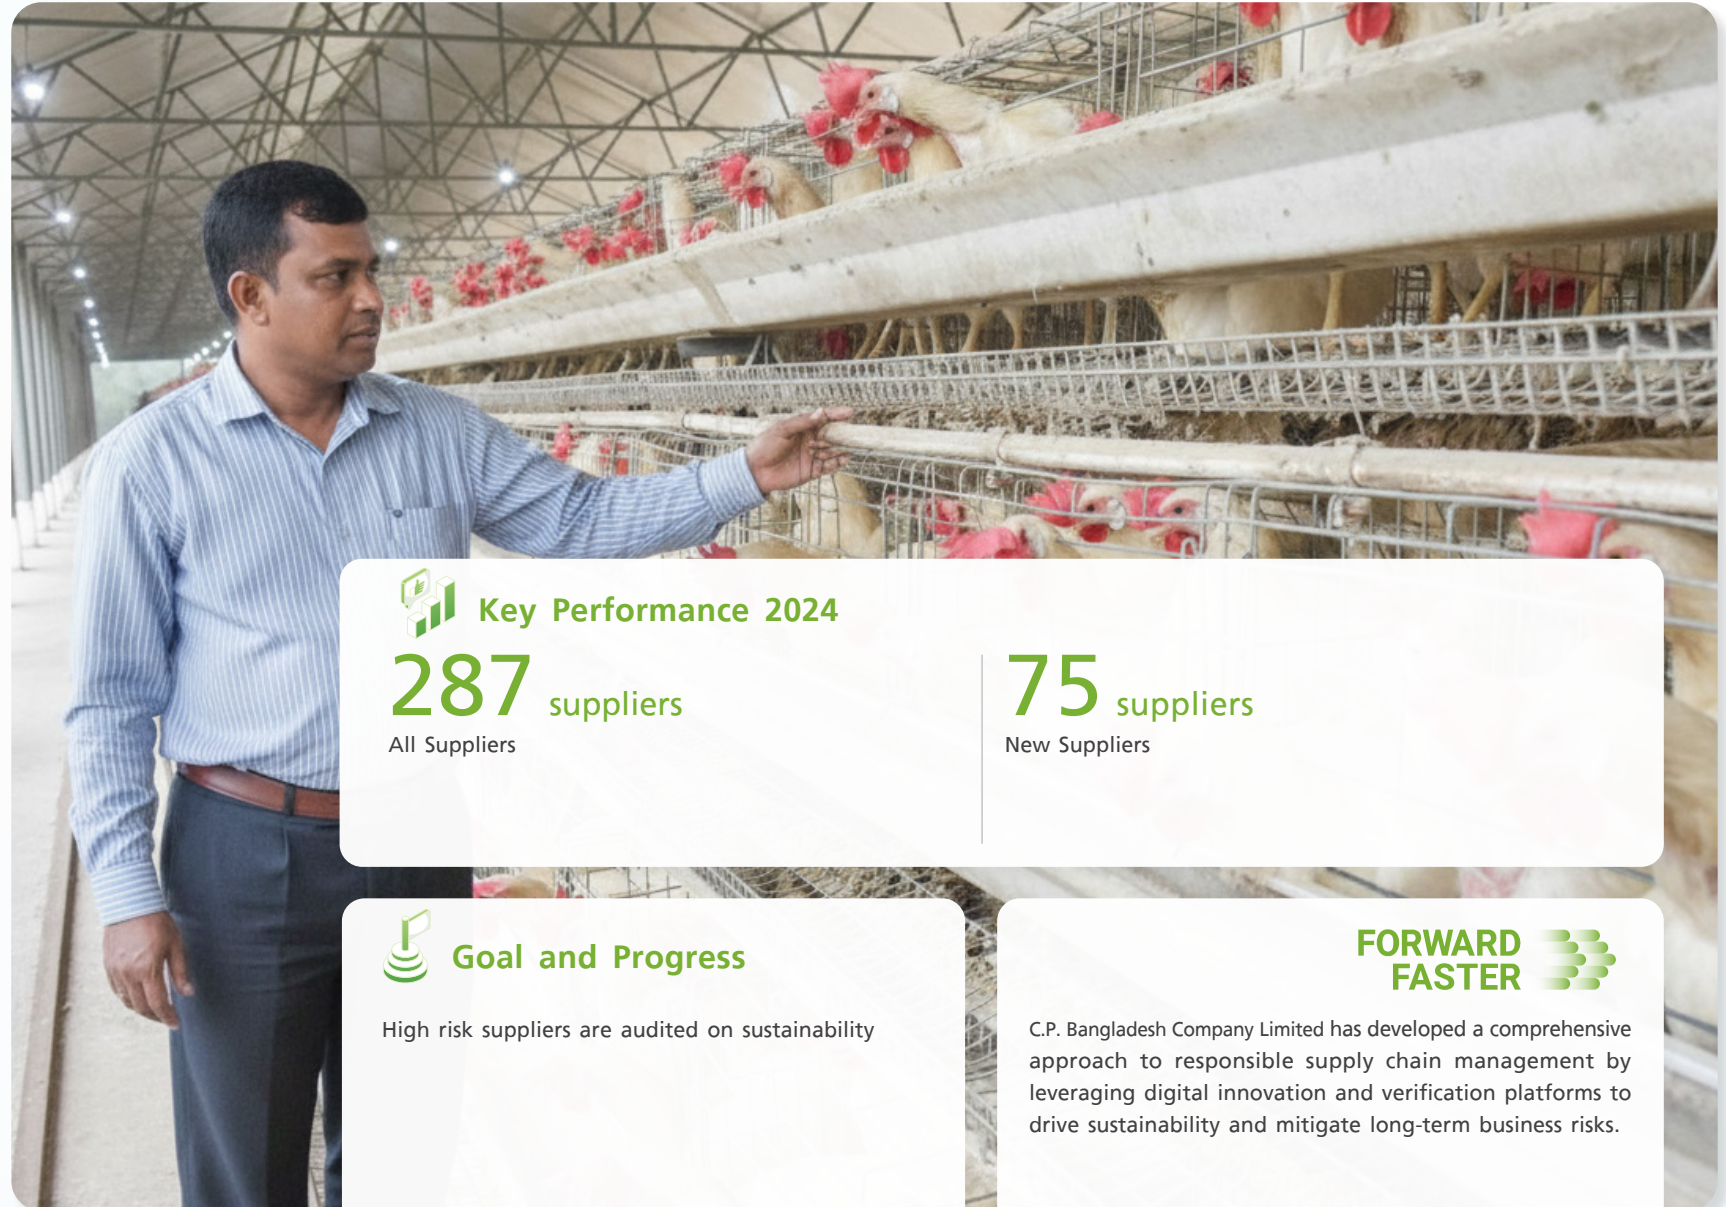 Key Performance 2024
287 suppliers
All Suppliers
75 suppliers
New Suppliers
Goal and Progress
High risk suppliers are audited on sustainability
FORWARD
FASTER
C.P. Bangladesh Company Limited has developed a comprehensive
approach to responsible supply chain management by
leveraging digital innovation and verification platforms to
drive sustainability and mitigate long-term business risks.